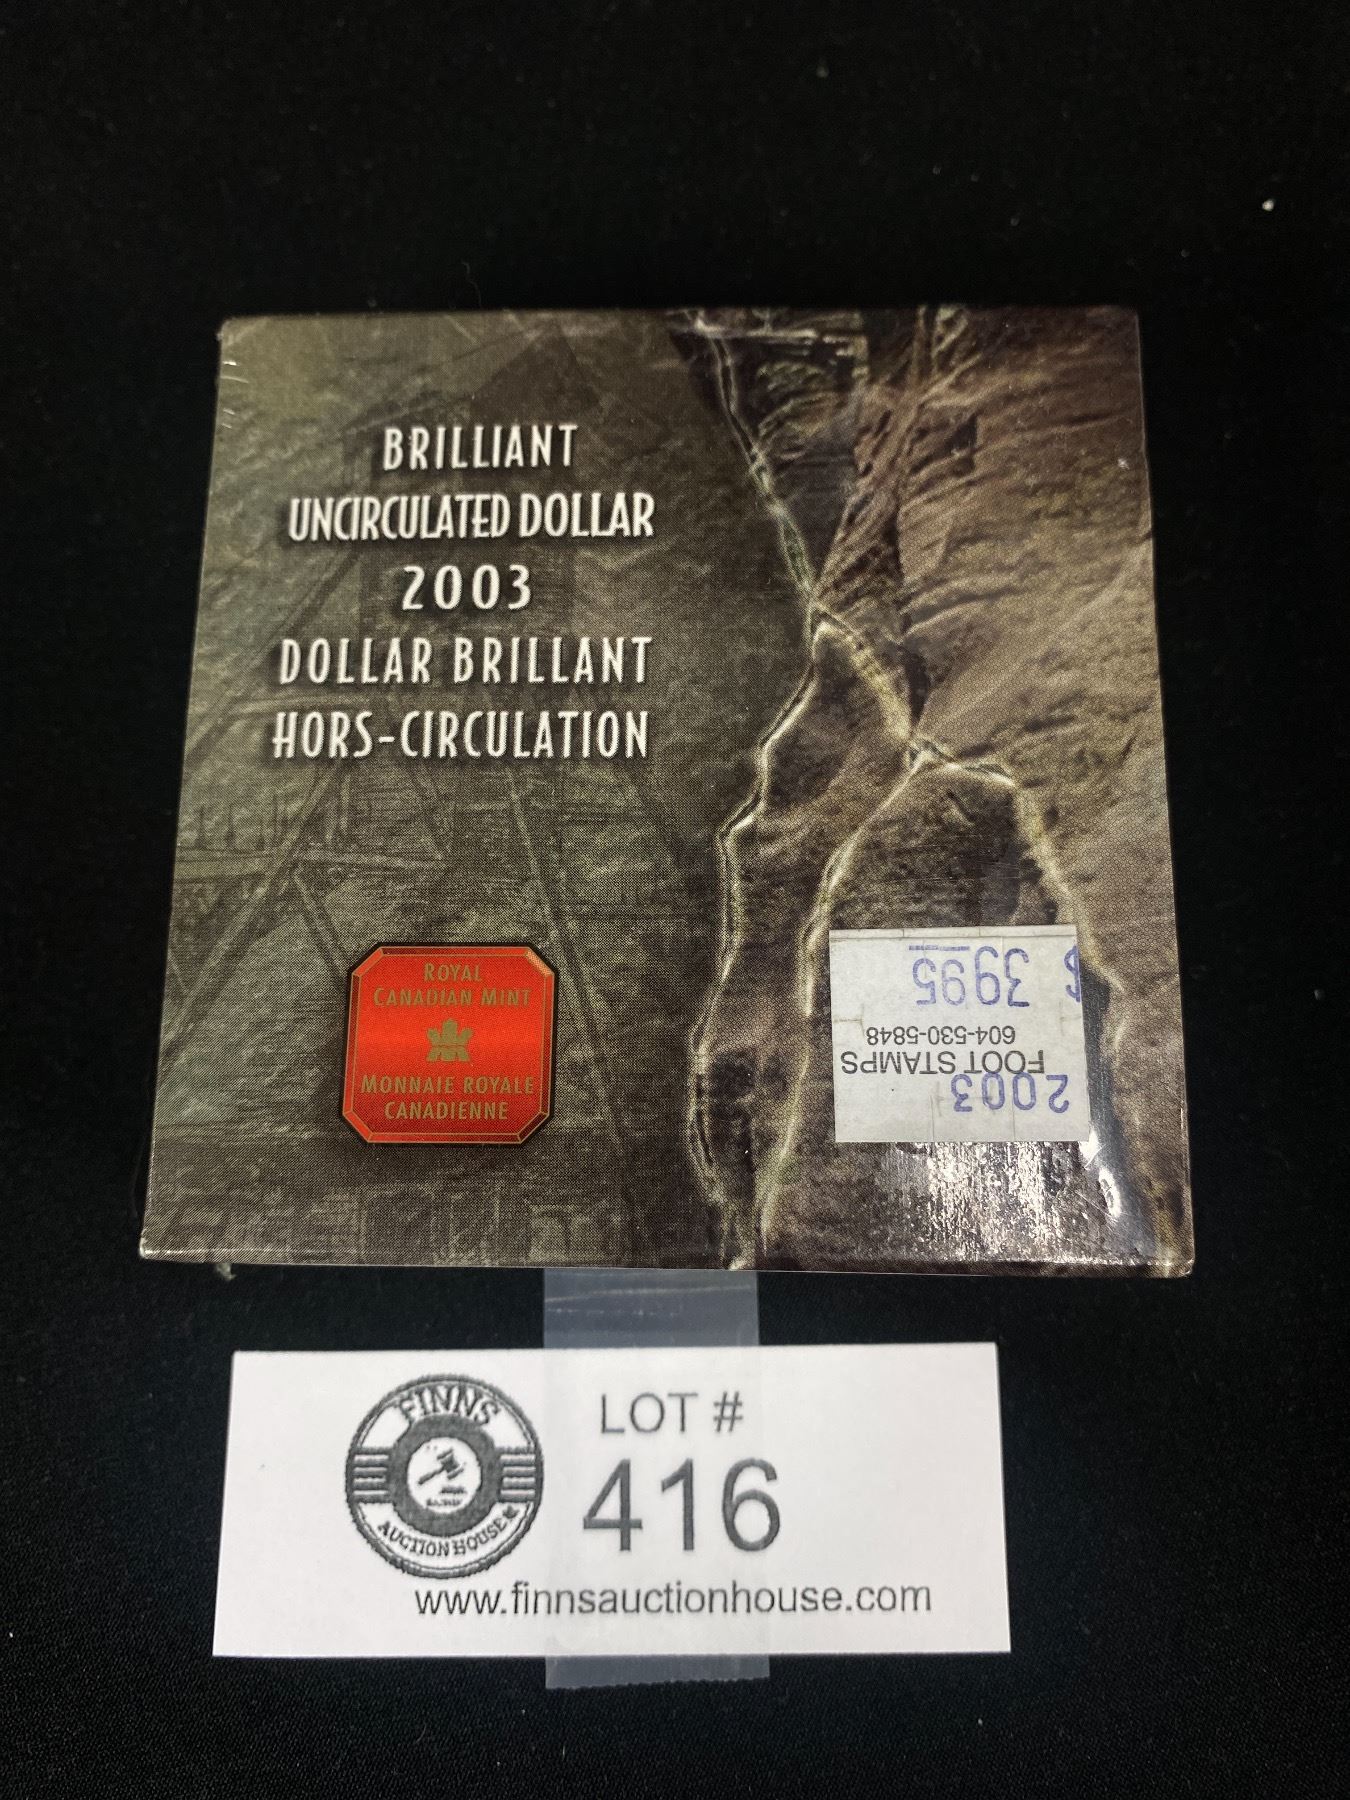 BRILLIANT
UNCIRCULATED DOLLAR
2003
DOLLAR BRILLANT
HORS-CIRCULATION
ROYAL
CANADIAN MINT
MONNAIE ROYALE
CANADIENNE
2003
FOOT STAMPS
604-530-5848
$ 3995
FINNS
AUCTION HOUSE
LOT #
416
www.finnsauctionhouse.com